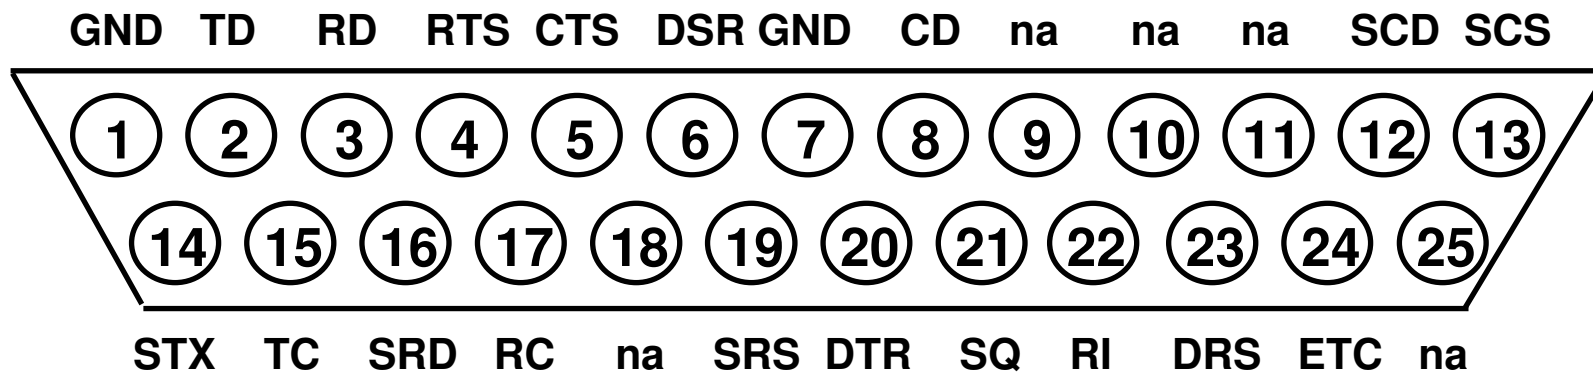 GND TD RD RTS CTS DSR GND CD na na na SCD SCS
1 2 3 4 5 6 7 8 9 10 11 12 13
14 15 16 17 18 19 20 21 22 23 24 25
STX TC SRD RC na SRS DTR SQ RI DRS ETC na